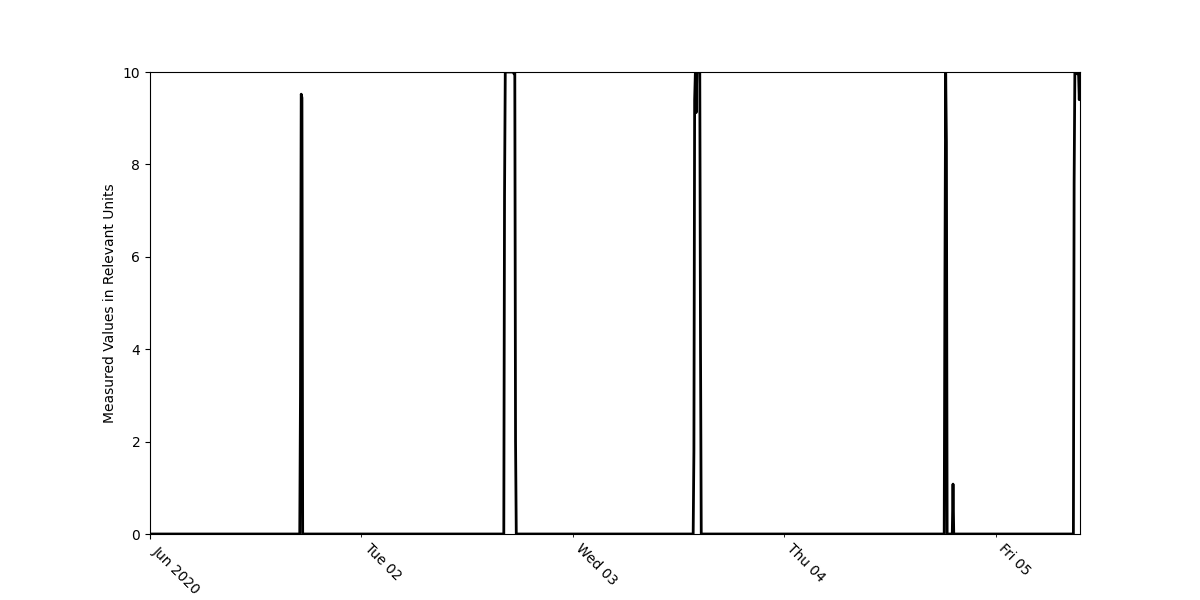 10
8
6
4
2
0
Measured Values in Relevant Units
Jun 2020
Tue 02
Wed 03
Thu 04
Fri 05